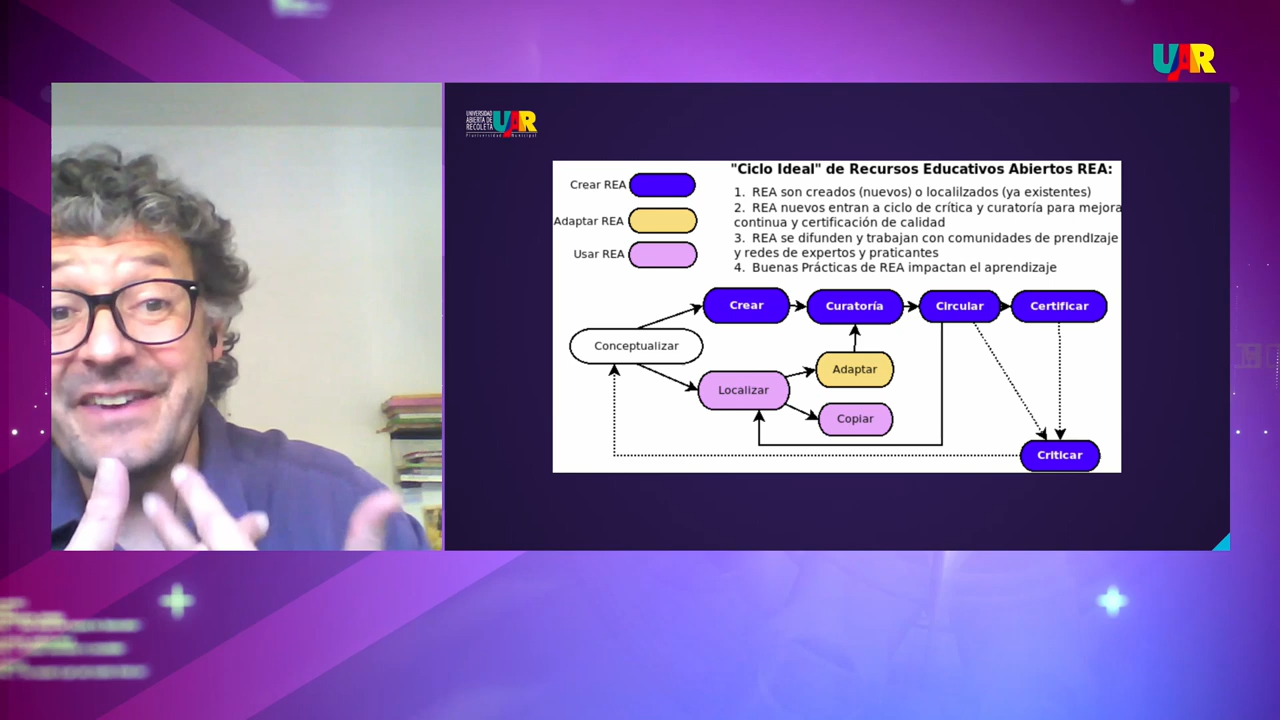 UAR
UNIVERSIDAD
ABIERTA DE
RECOLETA
UAR
Pluriversidad Municipal
"Ciclo Ideal" de Recursos Educativos Abiertos REA:
1. REA son creados (nuevos) o localilzados (ya existentes)
2. REA nuevos entran a ciclo de crítica y curatoría para mejora
continua y certificación de calidad
3. REA se difunden y trabajan con comunidades de prendIzaje
y redes de expertos y praticantes
4. Buenas Prácticas de REA impactan el aprendizaje
Crear REA
Adaptar REA
Usar REA
Crear
Curatoría
Circular
Certificar
Conceptualizar
Adaptar
Localizar
Copiar
Criticar